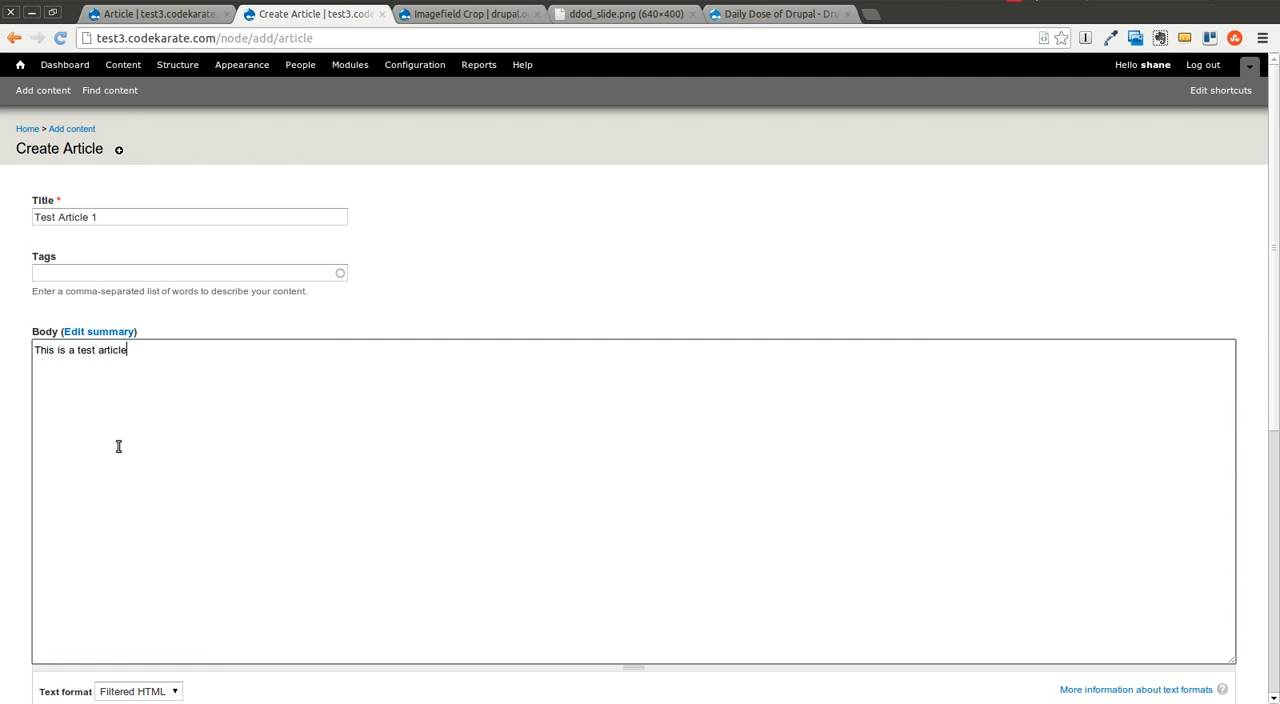 Article | test3.codekarate. Create Article | test3.code Imagefield Crop | drupal.o ddod_slide.png (640×400) Daily Dose of Drupal - Dr
test3.codekarate.com/node/add/article
Dashboard Content Structure Appearance People Modules Configuration Reports Help Hello shane Log out
Add content Find content Edit shortcuts
Home > Add content
Create Article
Title *
Test Article 1
Tags
Enter a comma-separated list of words to describe your content.
Body (Edit summary)
This is a test article
Text format Filtered HTML More information about text formats